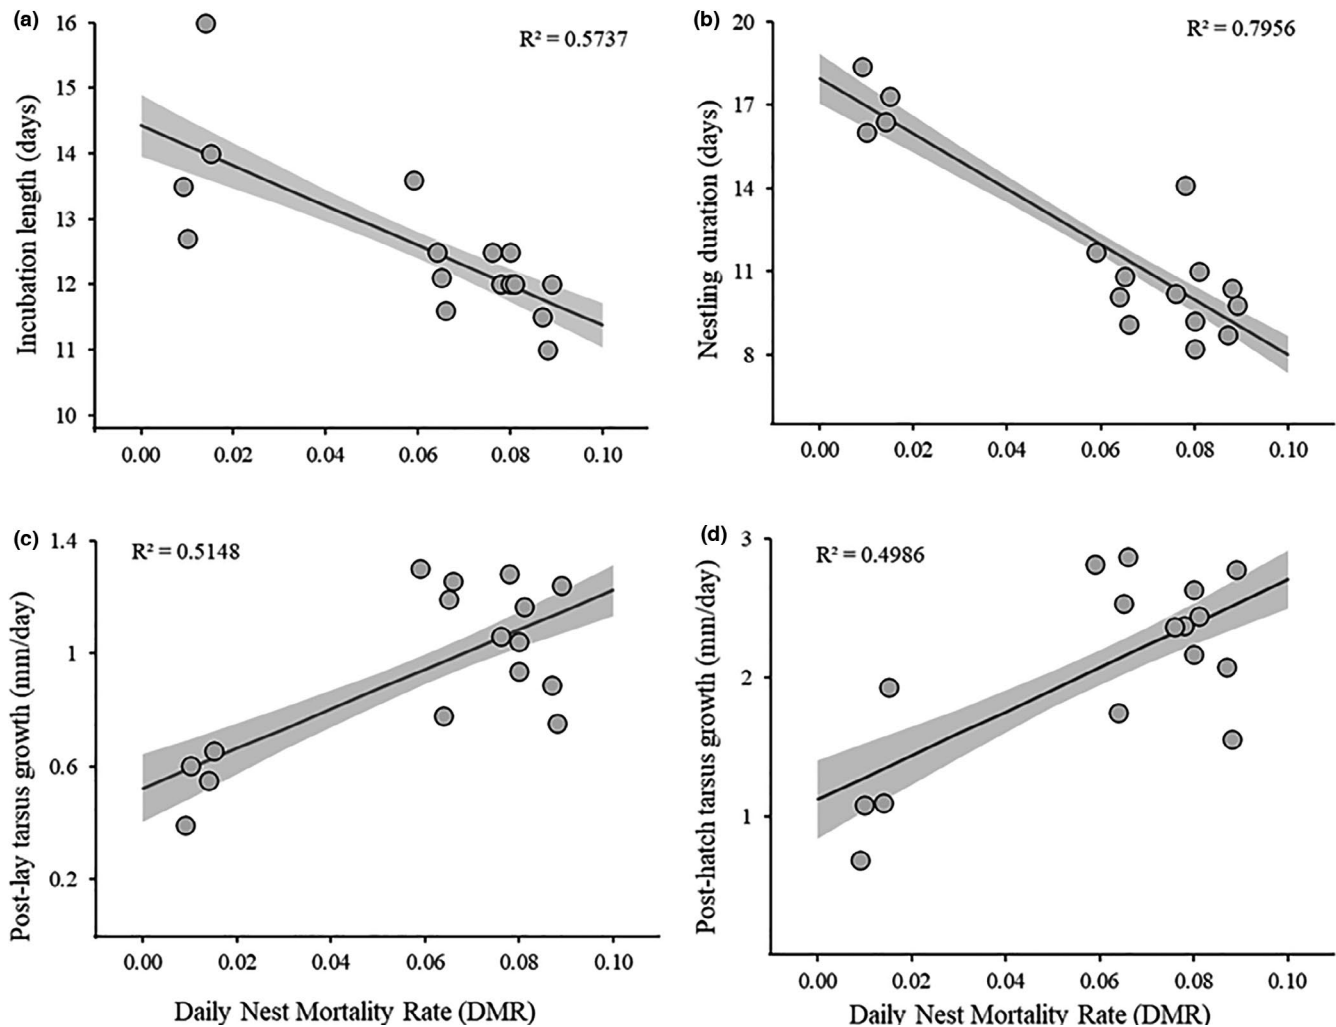 (a)
R² = 0.5737
Incubation length (days)
16
15
14
13
12
11
10
0.00 0.02 0.04 0.06 0.08 0.10
(b)
R² = 0.7956
Nestling duration (days)
20
17
14
11
8
0.00 0.02 0.04 0.06 0.08 0.10
(c)
R² = 0.5148
Post-lay tarsus growth (mm/day)
1.4
1
0.6
0.2
0.00 0.02 0.04 0.06 0.08 0.10
Daily Nest Mortality Rate (DMR)
(d)
R² = 0.4986
Post-hatch tarsus growth (mm/day)
3
2
1
0.00 0.02 0.04 0.06 0.08 0.10
Daily Nest Mortality Rate (DMR)